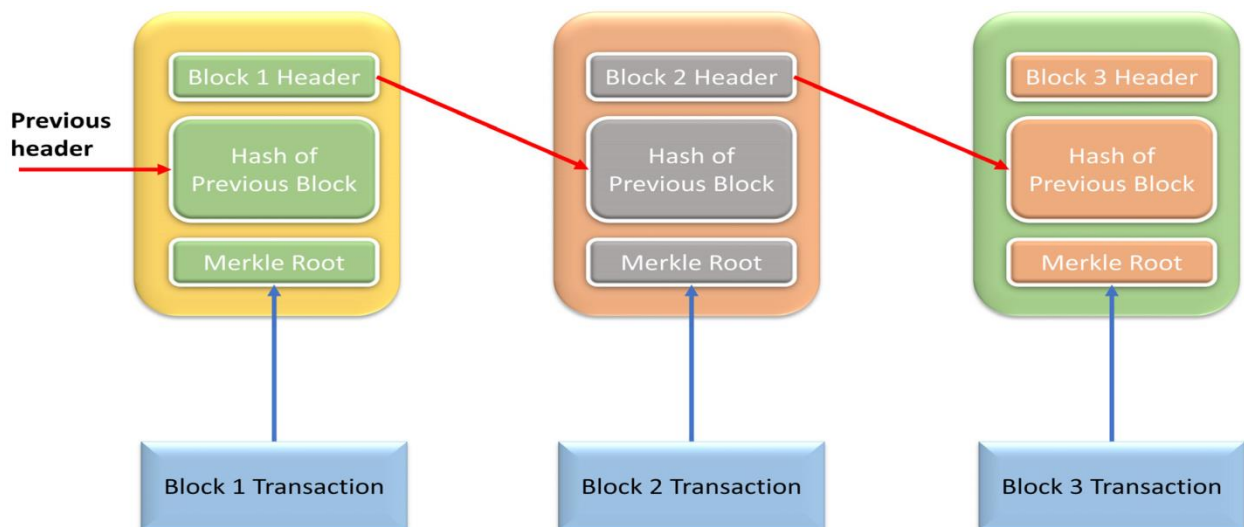 Previous
header
Block 1 Header
Hash of
Previous Block
Merkle Root
Block 1 Transaction
Block 2 Header
Hash of
Previous Block
Merkle Root
Block 2 Transaction
Block 3 Header
Hash of
Previous Block
Merkle Root
Block 3 Transaction